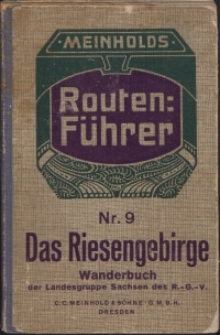 MEINHOLDS
Routen:
Führer
Nr. 9
Das Riesengebirge
Wanderbuch
der Landesgruppe Sachsen des R.-G.-V.
C. C. MEINHOLD & SÖHNE G. M. B. H.
DRESDEN